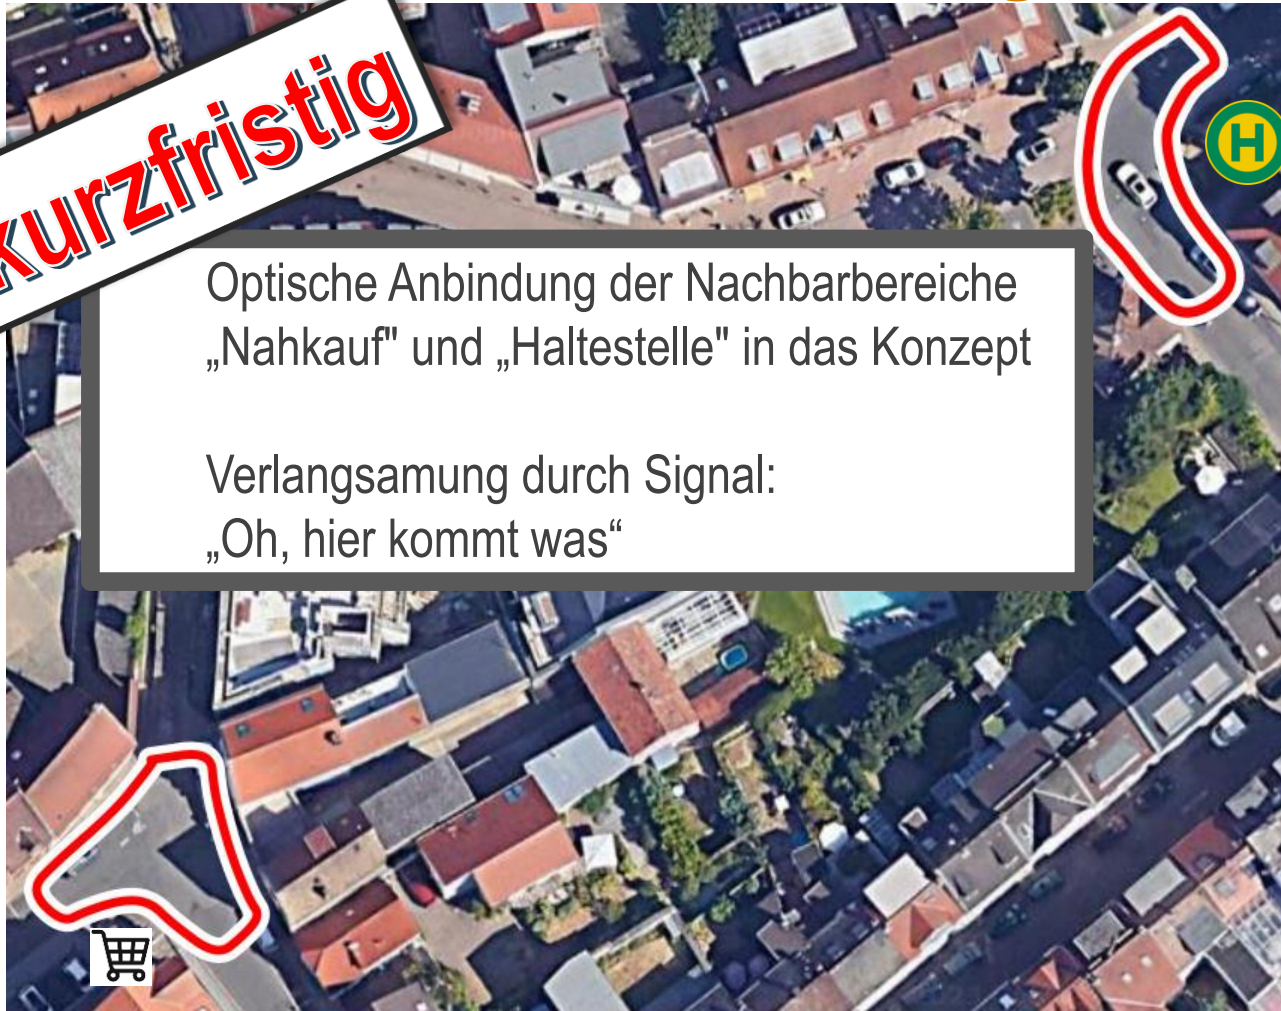 kurzfristig
H
Optische Anbindung der Nachbarbereiche
„Nahkauf" und „Haltestelle" in das Konzept
Verlangsamung durch Signal:
„Oh, hier kommt was“